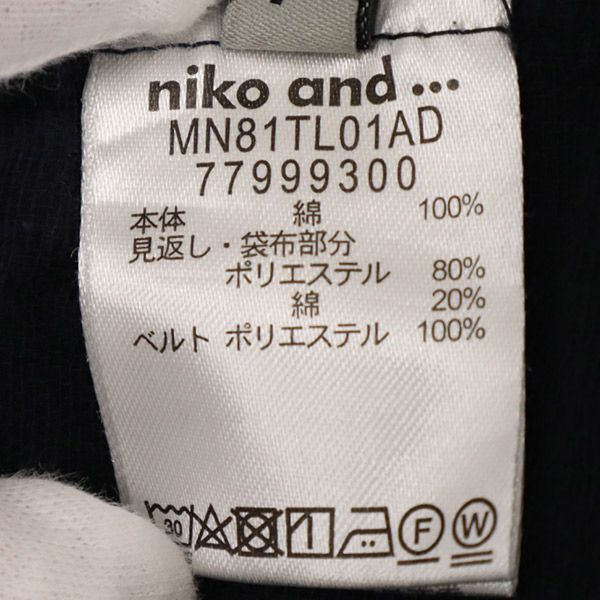 niko and ...
MN81TL01AD
77999300
本体 綿 100%
見返し・袋布部分
ポリエステル 80%
綿 20%
ベルト ポリエステル 100%
30 F W